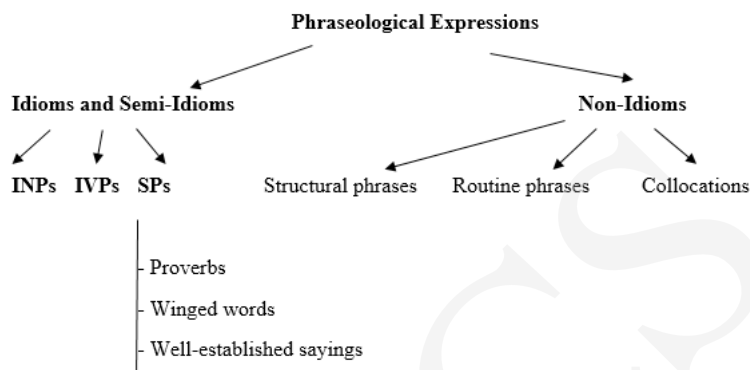 Phraseological Expressions
Idioms and Semi-Idioms Non-Idioms
INPs IVPs SPs Structural phrases Routine phrases Collocations
- Proverbs
- Winged words
- Well-established sayings